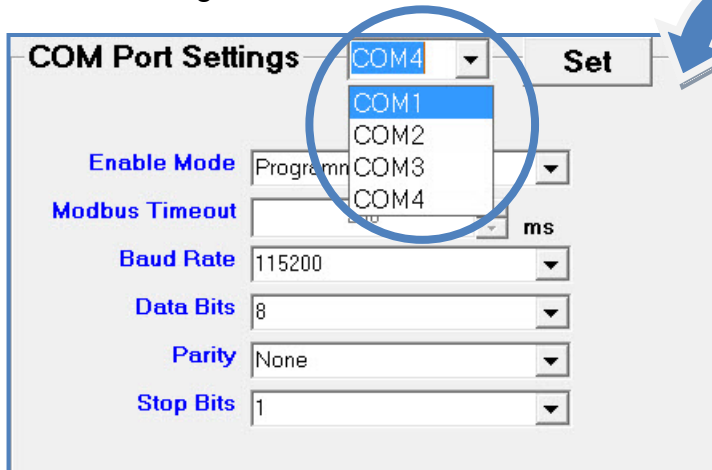 COM Port Settings COM4 Set
COM1
COM2
Enable Mode COM3
Modbus Timeout COM4 ms
Baud Rate 115200
Data Bits 8
Parity None
Stop Bits 1